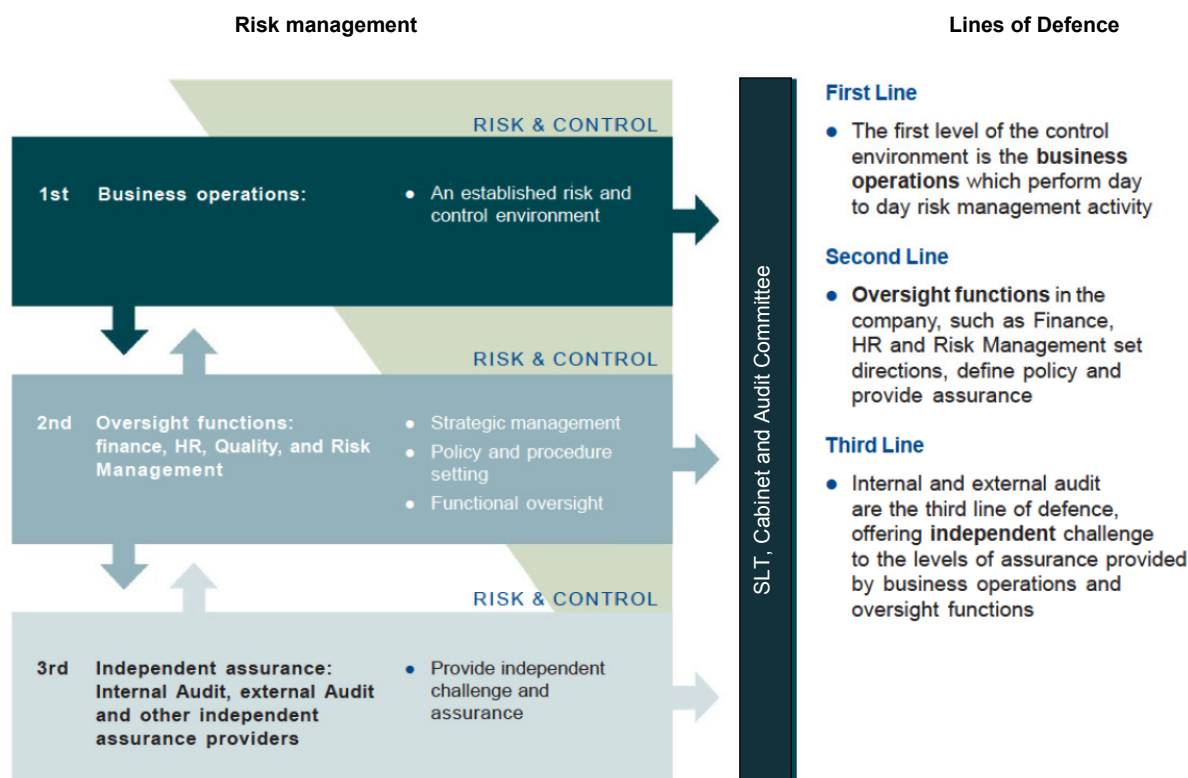 Risk management
Lines of Defence
RISK & CONTROL
1st Business operations:
• An established risk and
control environment
RISK & CONTROL
2nd Oversight functions:
finance, HR, Quality, and Risk
Management
• Strategic management
• Policy and procedure
setting
• Functional oversight
RISK & CONTROL
3rd Independent assurance:
Internal Audit, external Audit
and other independent
assurance providers
• Provide independent
challenge and
assurance
SLT, Cabinet and Audit Committee
First Line
• The first level of the control
environment is the business
operations which perform day
to day risk management activity
Second Line
• Oversight functions in the
company, such as Finance,
HR and Risk Management set
directions, define policy and
provide assurance
Third Line
• Internal and external audit
are the third line of defence,
offering independent challenge
to the levels of assurance provided
by business operations and
oversight functions